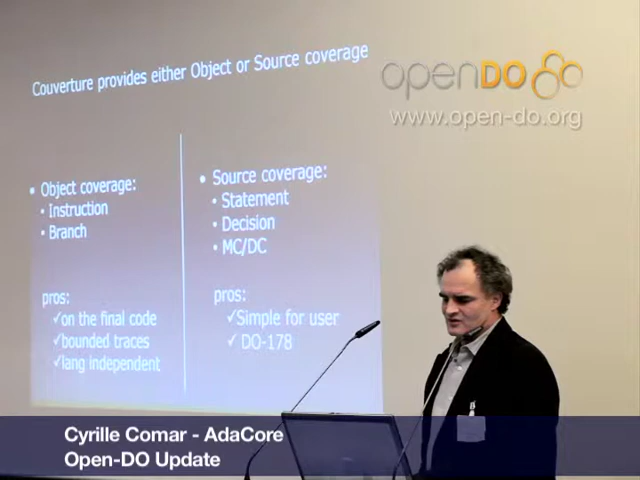 Couverture provides either Object or Source coverage
openDO
www.open-do.org
• Object coverage:
• Instruction
• Branch
pros:
✓on the final code
✓bounded traces
✓lang independent
• Source coverage:
• Statement
• Decision
• MC/DC
pros:
✓Simple for user
✓ DO-178
Cyrille Comar - AdaCore
Open-DO Update